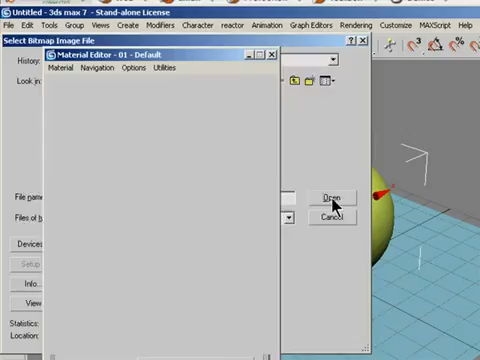 Untitled - 3ds max 7 - Stand-alone License
File Edit Tools Group Views Create Modifiers Character reactor Animation Graph Editors Rendering Customize MAXScript Help
Select Bitmap Image File
Material Editor - 01 - Default
History:
Material Navigation Options Utilities
Look in:
File name
Open
Files of t
Cancel
Devices
Setup
Info...
View
Statistics:
Location: